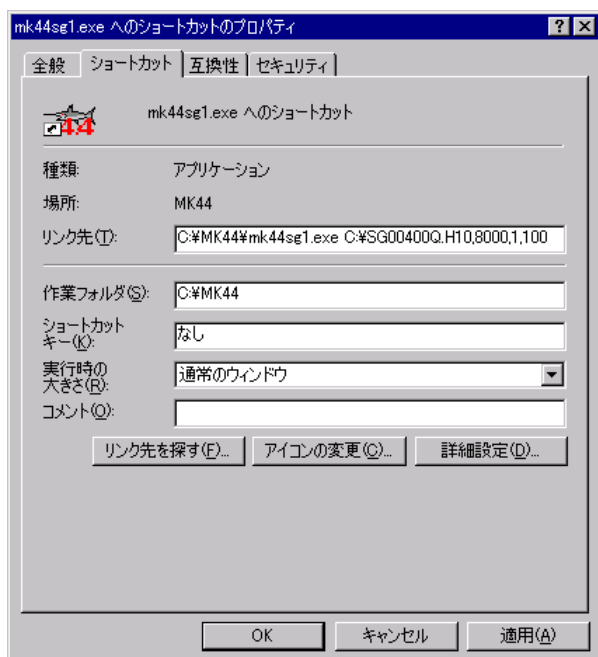 mk44sg1.exe へのショートカットのプロパティ
全般 ショートカット 互換性 セキュリティ
4.4
mk44sg1.exe へのショートカット
種類: アプリケーション
場所: MK44
リンク先(T): C:¥MK44¥mk44sg1.exe C:¥SG00400Q.H10,8000,1,100
作業フォルダ(S): C:¥MK44
ショートカット
キー(K): なし
実行時の
大きさ(R): 通常のウィンドウ
コメント(O):
リンク先を探す(F)... アイコンの変更(C)... 詳細設定(D)...
OK キャンセル 適用(A)